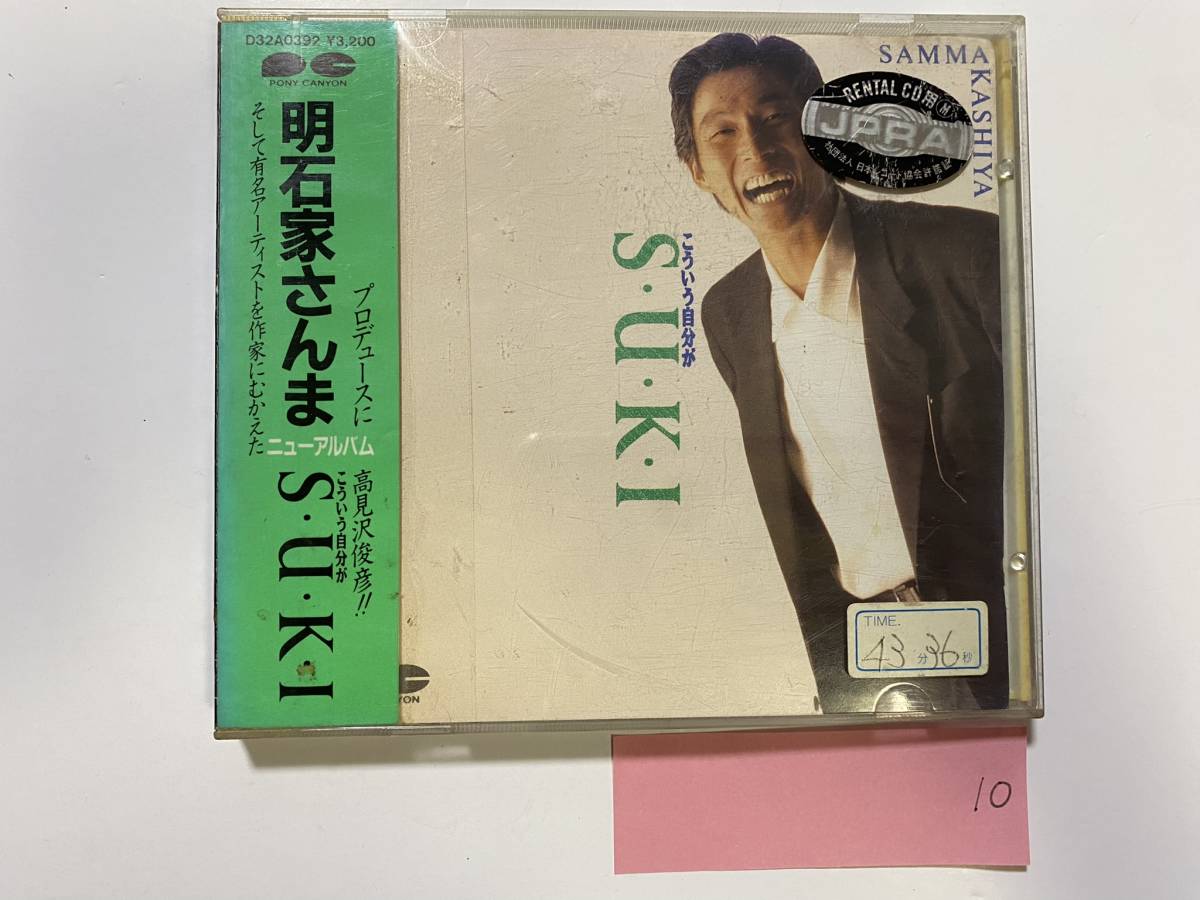 D32A0392 ¥3,200
PONY CANYON
プロデュースに高見沢俊彦!!
そして有名アーティストを作家にむかえた
明石家さんま
ニューアルバム
こういう自分が
S・U・K・I
SAMMA
KASHIYA
RENTAL CD用 M
JPRA
こういう自分が
S・U・K・I
TIME.
43分36秒
NYON
10